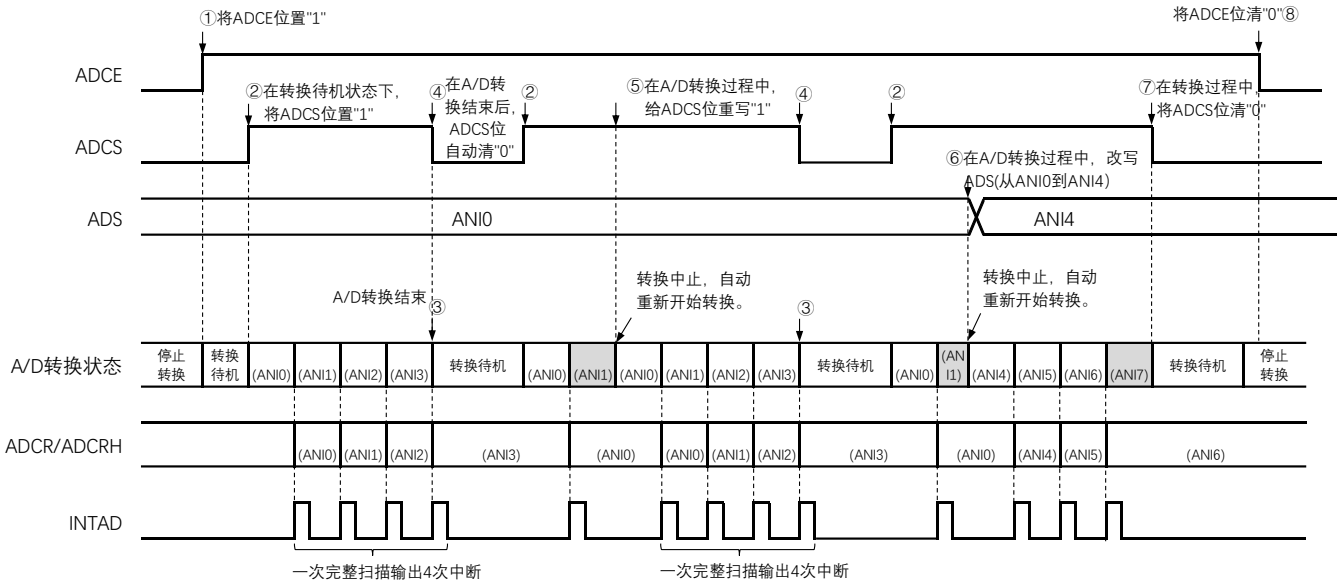 ①将ADCE位置"1"
将ADCE位清"0"⑧
ADCE
②在转换待机状态下，
将ADCS位置"1"
④
在A/D转
换结束后，
ADCS位
自动清"0"
②
⑤在A/D转换过程中，
给ADCS位重写"1"
④
②
⑦在转换过程中，
将ADCS位清"0"
ADCS
⑥在A/D转换过程中，改写
ADS(从ANI0到ANI4)
ADS
ANI0
ANI4
A/D转换结束
③
转换中止，自动
重新开始转换。
③
转换中止，自动
重新开始转换。
A/D转换状态
停止
转换
转换
待机
(ANI0)
(ANI1)
(ANI2)
(ANI3)
转换待机
(ANI0)
(ANI1)
(ANI0)
(ANI1)
(ANI2)
(ANI3)
转换待机
(ANI0)
(AN
I1)
(ANI4)
(ANI5)
(ANI6)
(ANI7)
转换待机
停止
转换
ADCR/ADCRH
(ANI0)
(ANI1)
(ANI2)
(ANI3)
(ANI0)
(ANI0)
(ANI1)
(ANI2)
(ANI3)
(ANI0)
(ANI4)
(ANI5)
(ANI6)
INTAD
一次完整扫描输出4次中断
一次完整扫描输出4次中断